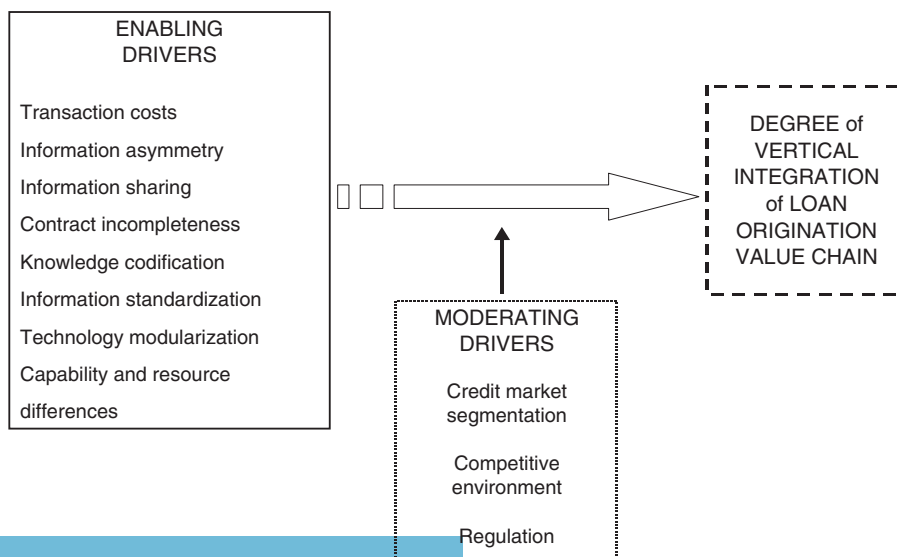 ENABLING
DRIVERS
Transaction costs
Information asymmetry
Information sharing
Contract incompleteness
Knowledge codification
Information standardization
Technology modularization
Capability and resource
differences
DEGREE of
VERTICAL
INTEGRATION
of LOAN
ORIGINATION
VALUE CHAIN
MODERATING
DRIVERS
Credit market
segmentation
Competitive
environment
Regulation